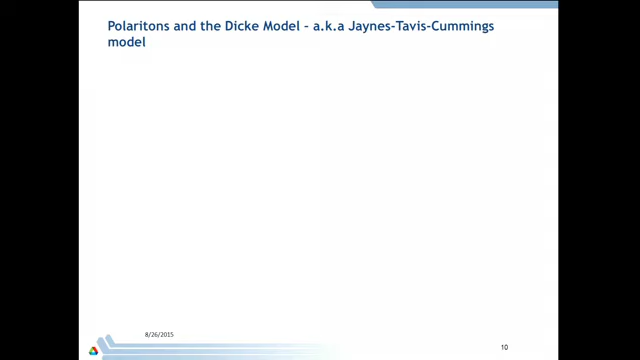 Polaritons and the Dicke Model – a.k.a Jaynes-Tavis-Cummings
model
8/26/2015
10